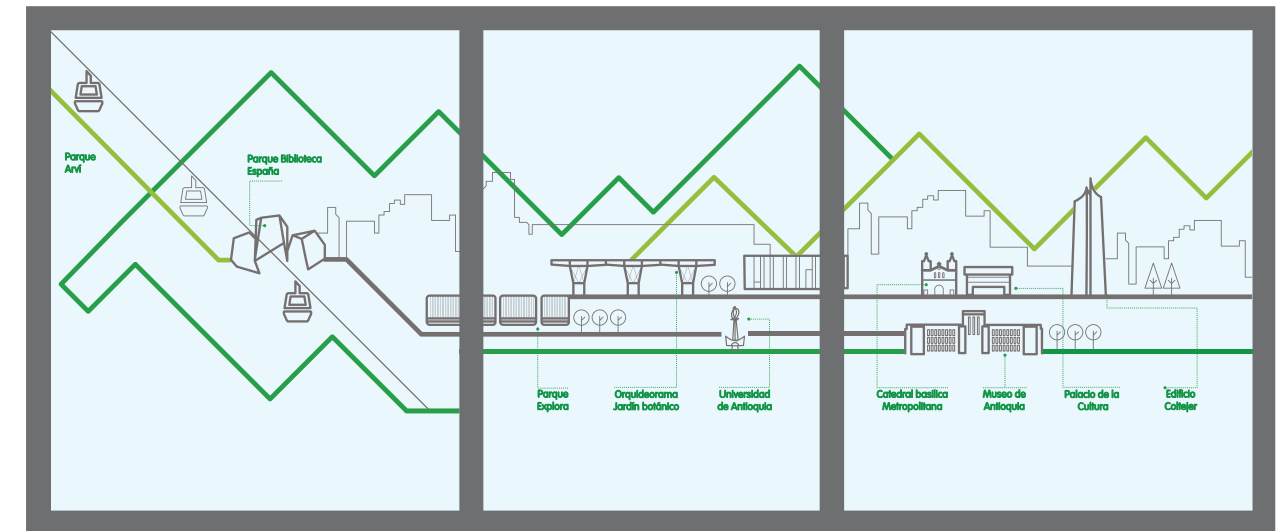 Parque
Arví
Parque Biblioteca
España
Parque
Explora
Orquideorama
Jardín botánico
Universidad
de Antioquia
Catedral basílica
Metropolitana
Museo de
Antioquia
Palacio de la
Cultura
Edificio
Coltejer